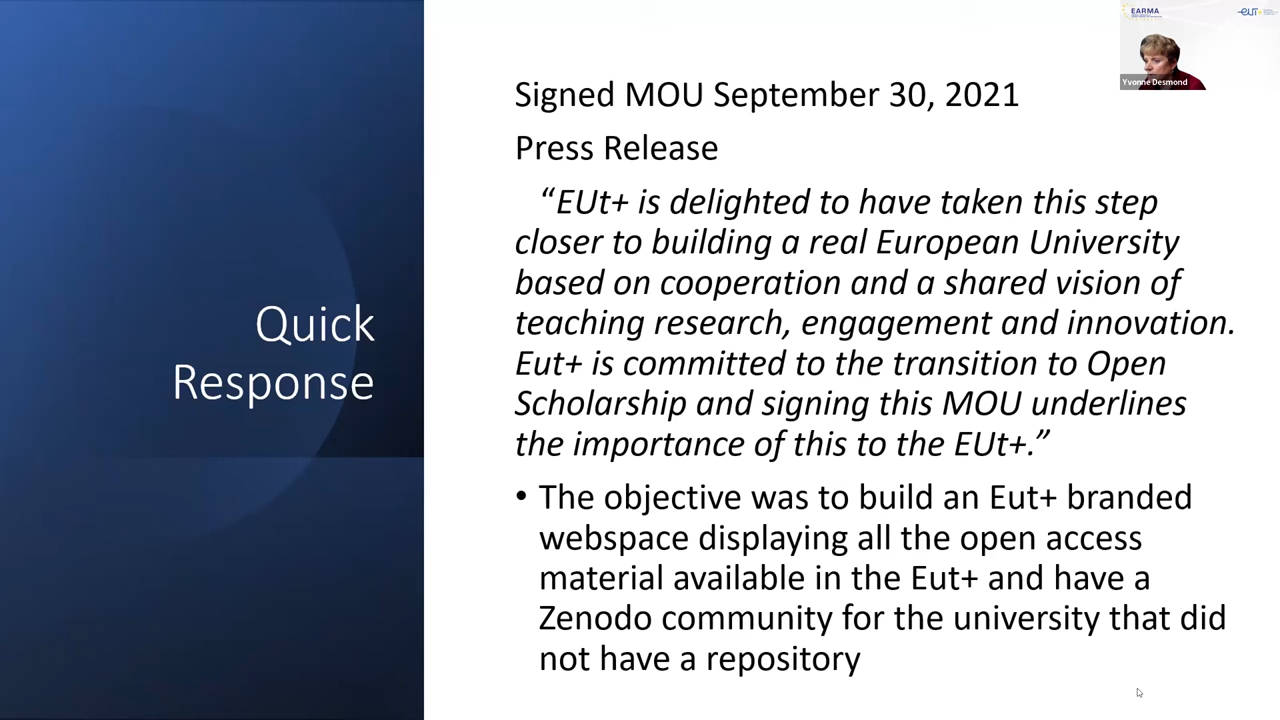 EARMA
eut+
Yvonne Desmond
Signed MOU September 30, 2021
Press Release
“EUt+ is delighted to have taken this step
closer to building a real European University
based on cooperation and a shared vision of
teaching research, engagement and innovation.
Eut+ is committed to the transition to Open
Scholarship and signing this MOU underlines
the importance of this to the EUt+.”
• The objective was to build an Eut+ branded
webspace displaying all the open access
material available in the Eut+ and have a
Zenodo community for the university that did
not have a repository
Quick
Response